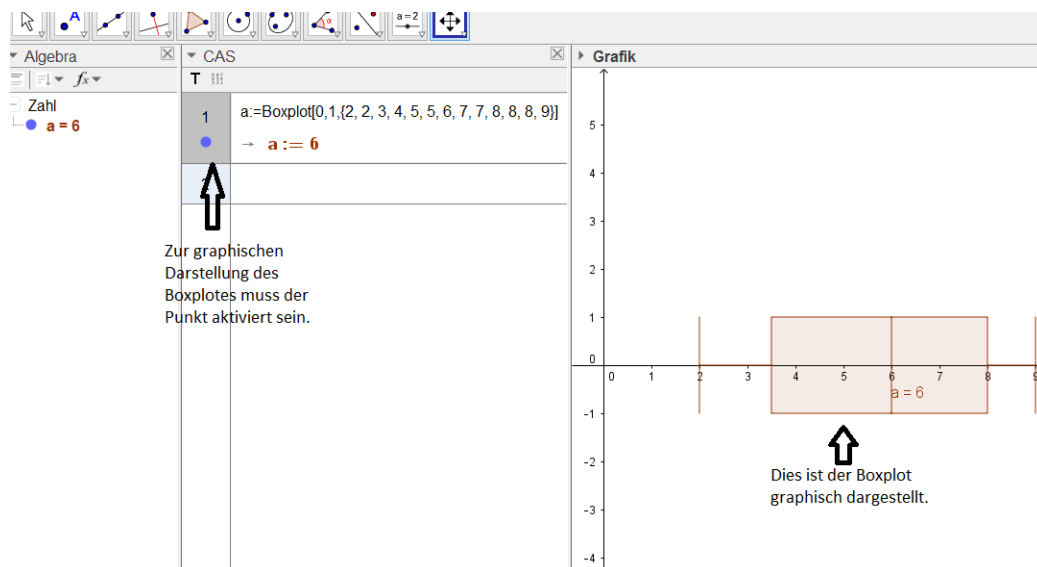 A
α
a = 2
Algebra
CAS
Grafik
fx
T
Zahl
a = 6
1
a:=Boxplot[0,1,{2, 2, 3, 4, 5, 5, 6, 7, 7, 8, 8, 8, 9}]
→ a := 6
Zur graphischen
Darstellung des
Boxplotes muss der
Punkt aktiviert sein.
5
4
3
2
1
0
-1
-2
-3
-4
0 1 2 3 4 5 6 7 8 9
a = 6
Dies ist der Boxplot
graphisch dargestellt.